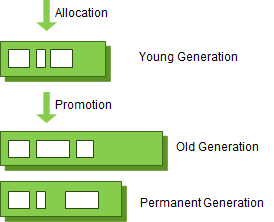 Allocation
Young Generation
Promotion
Old Generation
Permanent Generation